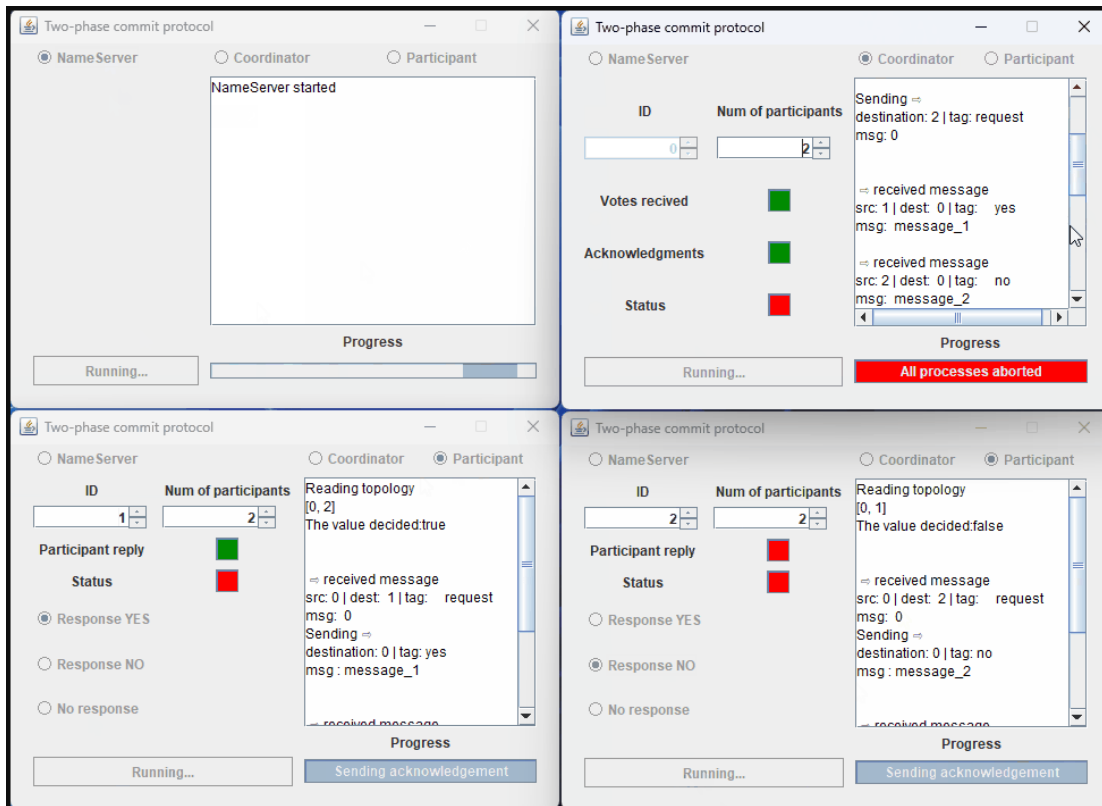 Two-phase commit protocol
NameServer
Coordinator
Participant
NameServer started
Progress
Running...
Two-phase commit protocol
NameServer
Coordinator
Participant
ID
Num of participants
0
2
Votes recived
Acknowledgments
Status
Sending ⇨
destination: 2 | tag: request
msg: 0
⇨ received message
src: 1 | dest: 0 | tag: yes
msg: message_1
⇨ received message
src: 2 | dest: 0 | tag: no
msg: message_2
Progress
Running...
All processes aborted
Two-phase commit protocol
NameServer
Coordinator
Participant
ID
Num of participants
1
2
Participant reply
Status
Response YES
Response NO
No response
Reading topology
[0, 2]
The value decided:true
⇨ received message
src: 0 | dest: 1 | tag: request
msg: 0
Sending ⇨
destination: 0 | tag: yes
msg : message_1
⇨ received message
Progress
Running...
Sending acknowledgement
Two-phase commit protocol
NameServer
Coordinator
Participant
ID
Num of participants
2
2
Participant reply
Status
Response YES
Response NO
No response
Reading topology
[0, 1]
The value decided:false
⇨ received message
src: 0 | dest: 2 | tag: request
msg: 0
Sending ⇨
destination: 0 | tag: no
msg : message_2
⇨ received message
Progress
Running...
Sending acknowledgement